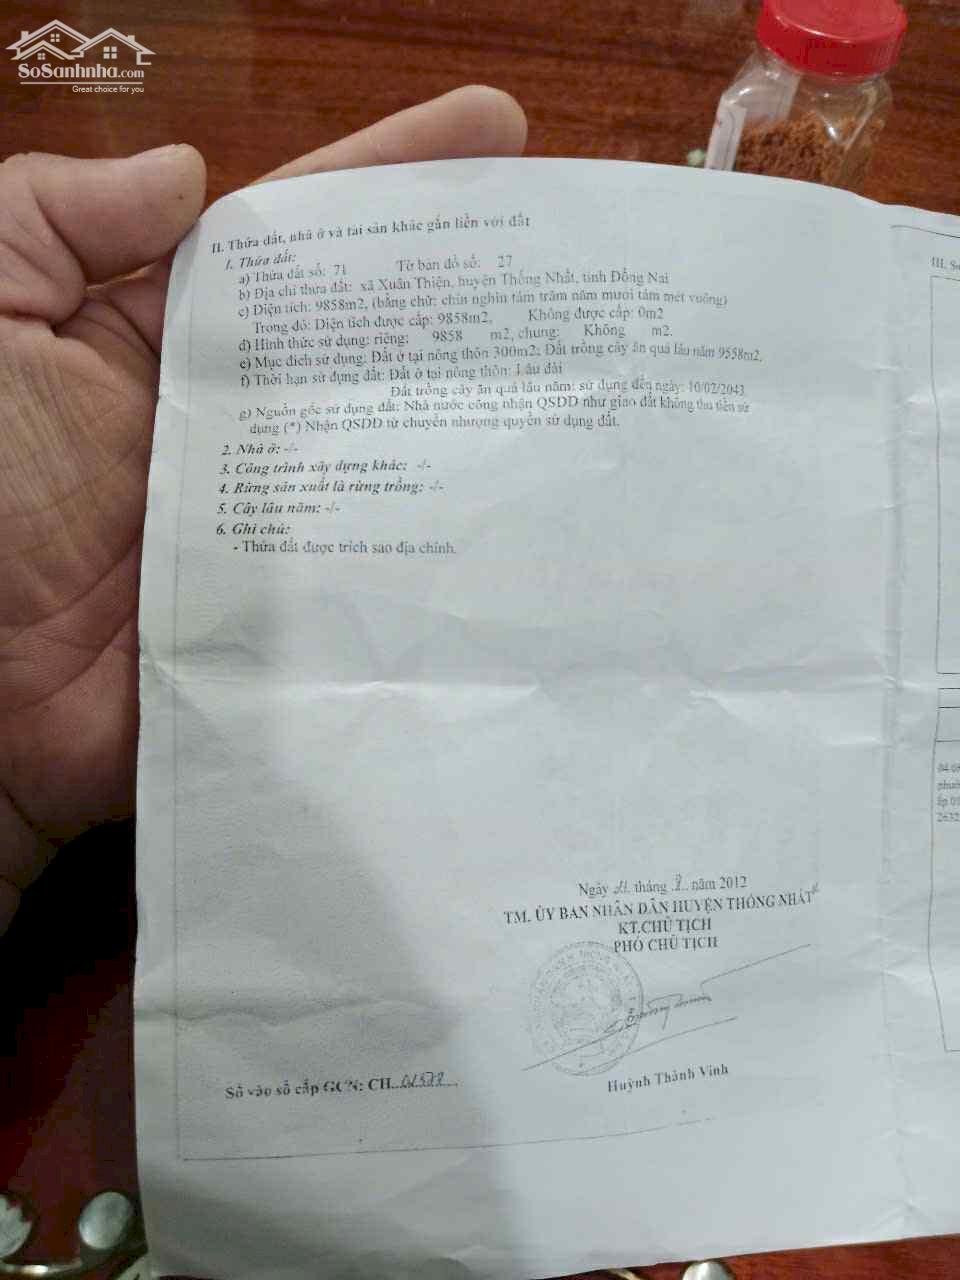 SoSanhnha.com
Great choice for you
II. Thửa đất, nhà ở và tài sản khác gắn liền với đất
1. Thửa đất:
a) Thửa đất số: 71 Tờ bản đồ số: 27
b) Địa chỉ thửa đất: xã Xuân Thiện, huyện Thống Nhất, tỉnh Đồng Nai
c) Diện tích: 9858m2, (bằng chữ: chín nghìn tám trăm năm mươi tám mét vuông)
Trong đó: Diện tích được cấp: 9858m2, Không được cấp: 0m2
d) Hình thức sử dụng: riêng: 9858 m2, chung: Không m2.
e) Mục đích sử dụng: Đất ở tại nông thôn 300m2; Đất trồng cây ăn quả lâu năm 9558m2.
f) Thời hạn sử dụng đất: Đất ở tại nông thôn: Lâu dài
Đất trồng cây ăn quả lâu năm: sử dụng đến ngày: 10/02/2043.
g) Nguồn gốc sử dụng đất: Nhà nước công nhận QSDĐ như giao đất không thu tiền sử
dụng (*) Nhận QSDĐ từ chuyển nhượng quyền sử dụng đất.
2. Nhà ở: -/-
3. Công trình xây dựng khác: -/-
4. Rừng sản xuất là rừng trồng: -/-
5. Cây lâu năm: -/-
6. Ghi chú:
- Thửa đất được trích sao địa chính.
Ngày tháng năm 2012
TM. ỦY BAN NHÂN DÂN HUYỆN THỐNG NHẤT
KT.CHỦ TỊCH
PHÓ CHỦ TỊCH
Huỳnh Thành Vinh
Số vào sổ cấp GCN: CH
III. S
04.08
phườ
ấp 01
2632